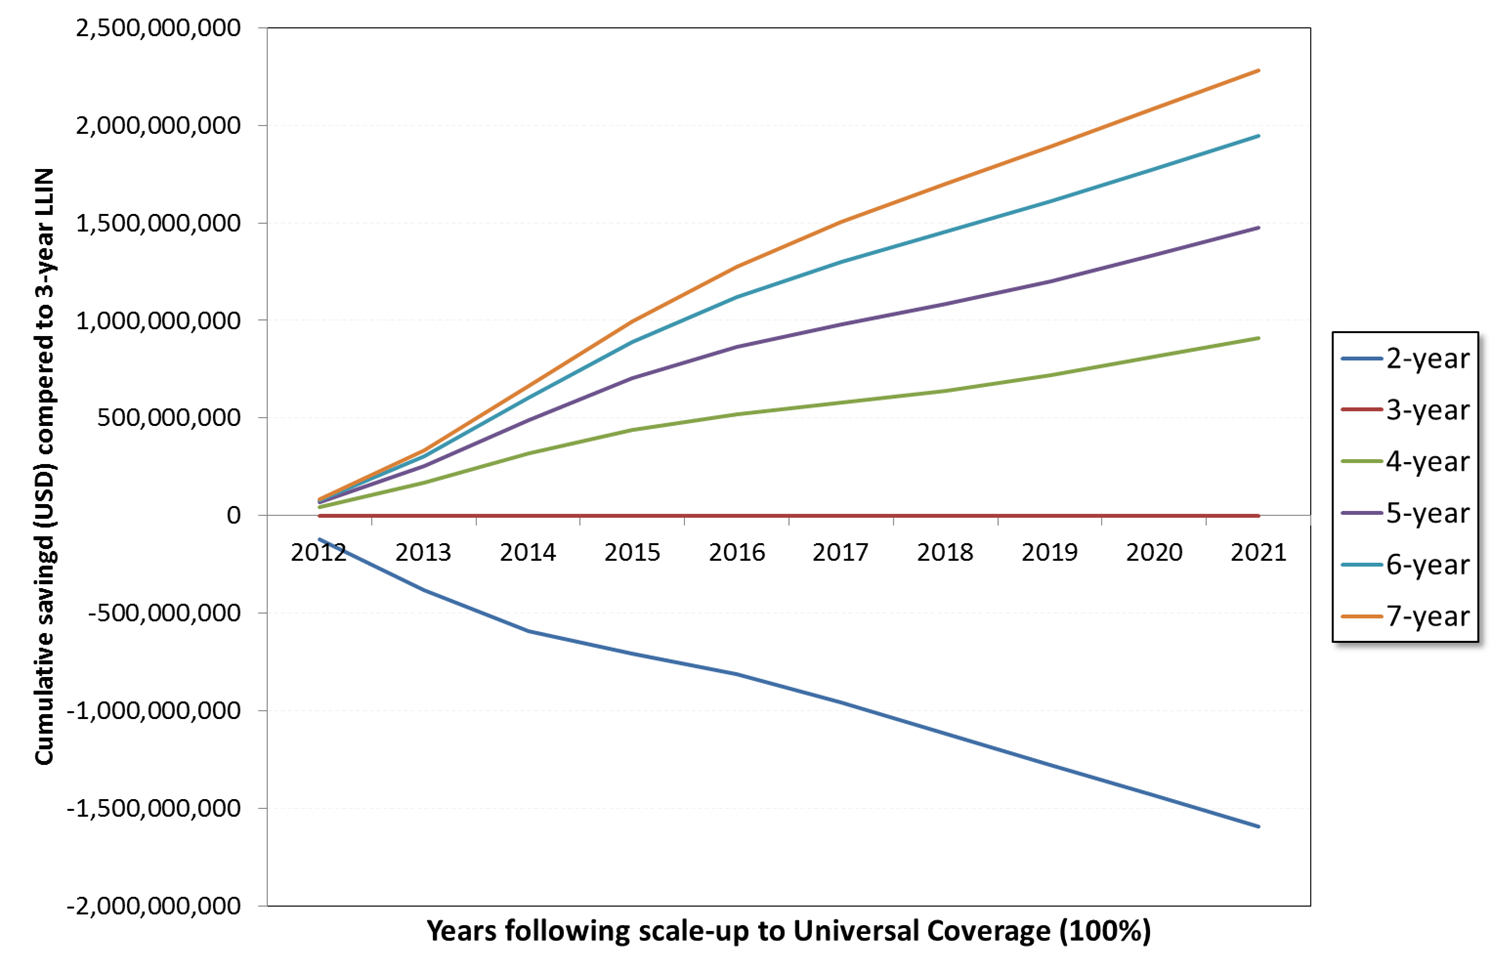 2,500,000,000
2,000,000,000
1,500,000,000
1,000,000,000
500,000,000
0
-500,000,000
-1,000,000,000
-1,500,000,000
-2,000,000,000
Cumulative savingd (USD) compered to 3-year LLIN
2012 2013 2014 2015 2016 2017 2018 2019 2020 2021
Years following scale-up to Universal Coverage (100%)
2-year
3-year
4-year
5-year
6-year
7-year